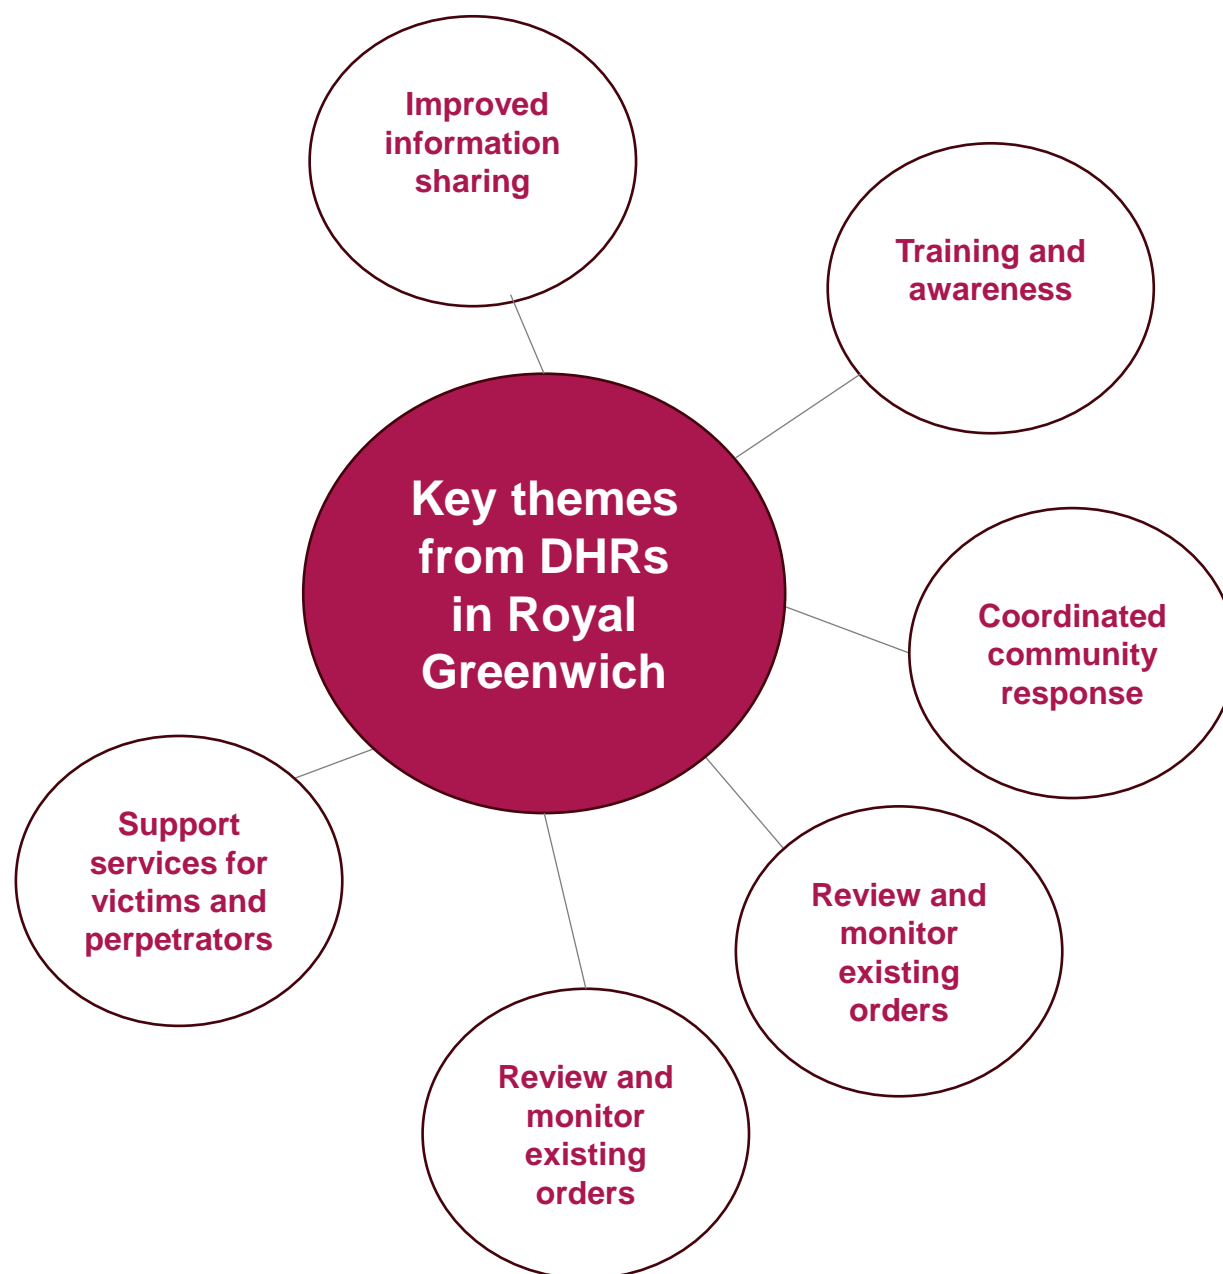 Improved
information
sharing
Training and
awareness
Key themes
from DHRs
in Royal
Greenwich
Coordinated
community
response
Support
services for
victims and
perpetrators
Review and
monitor
existing
orders
Review and
monitor
existing
orders